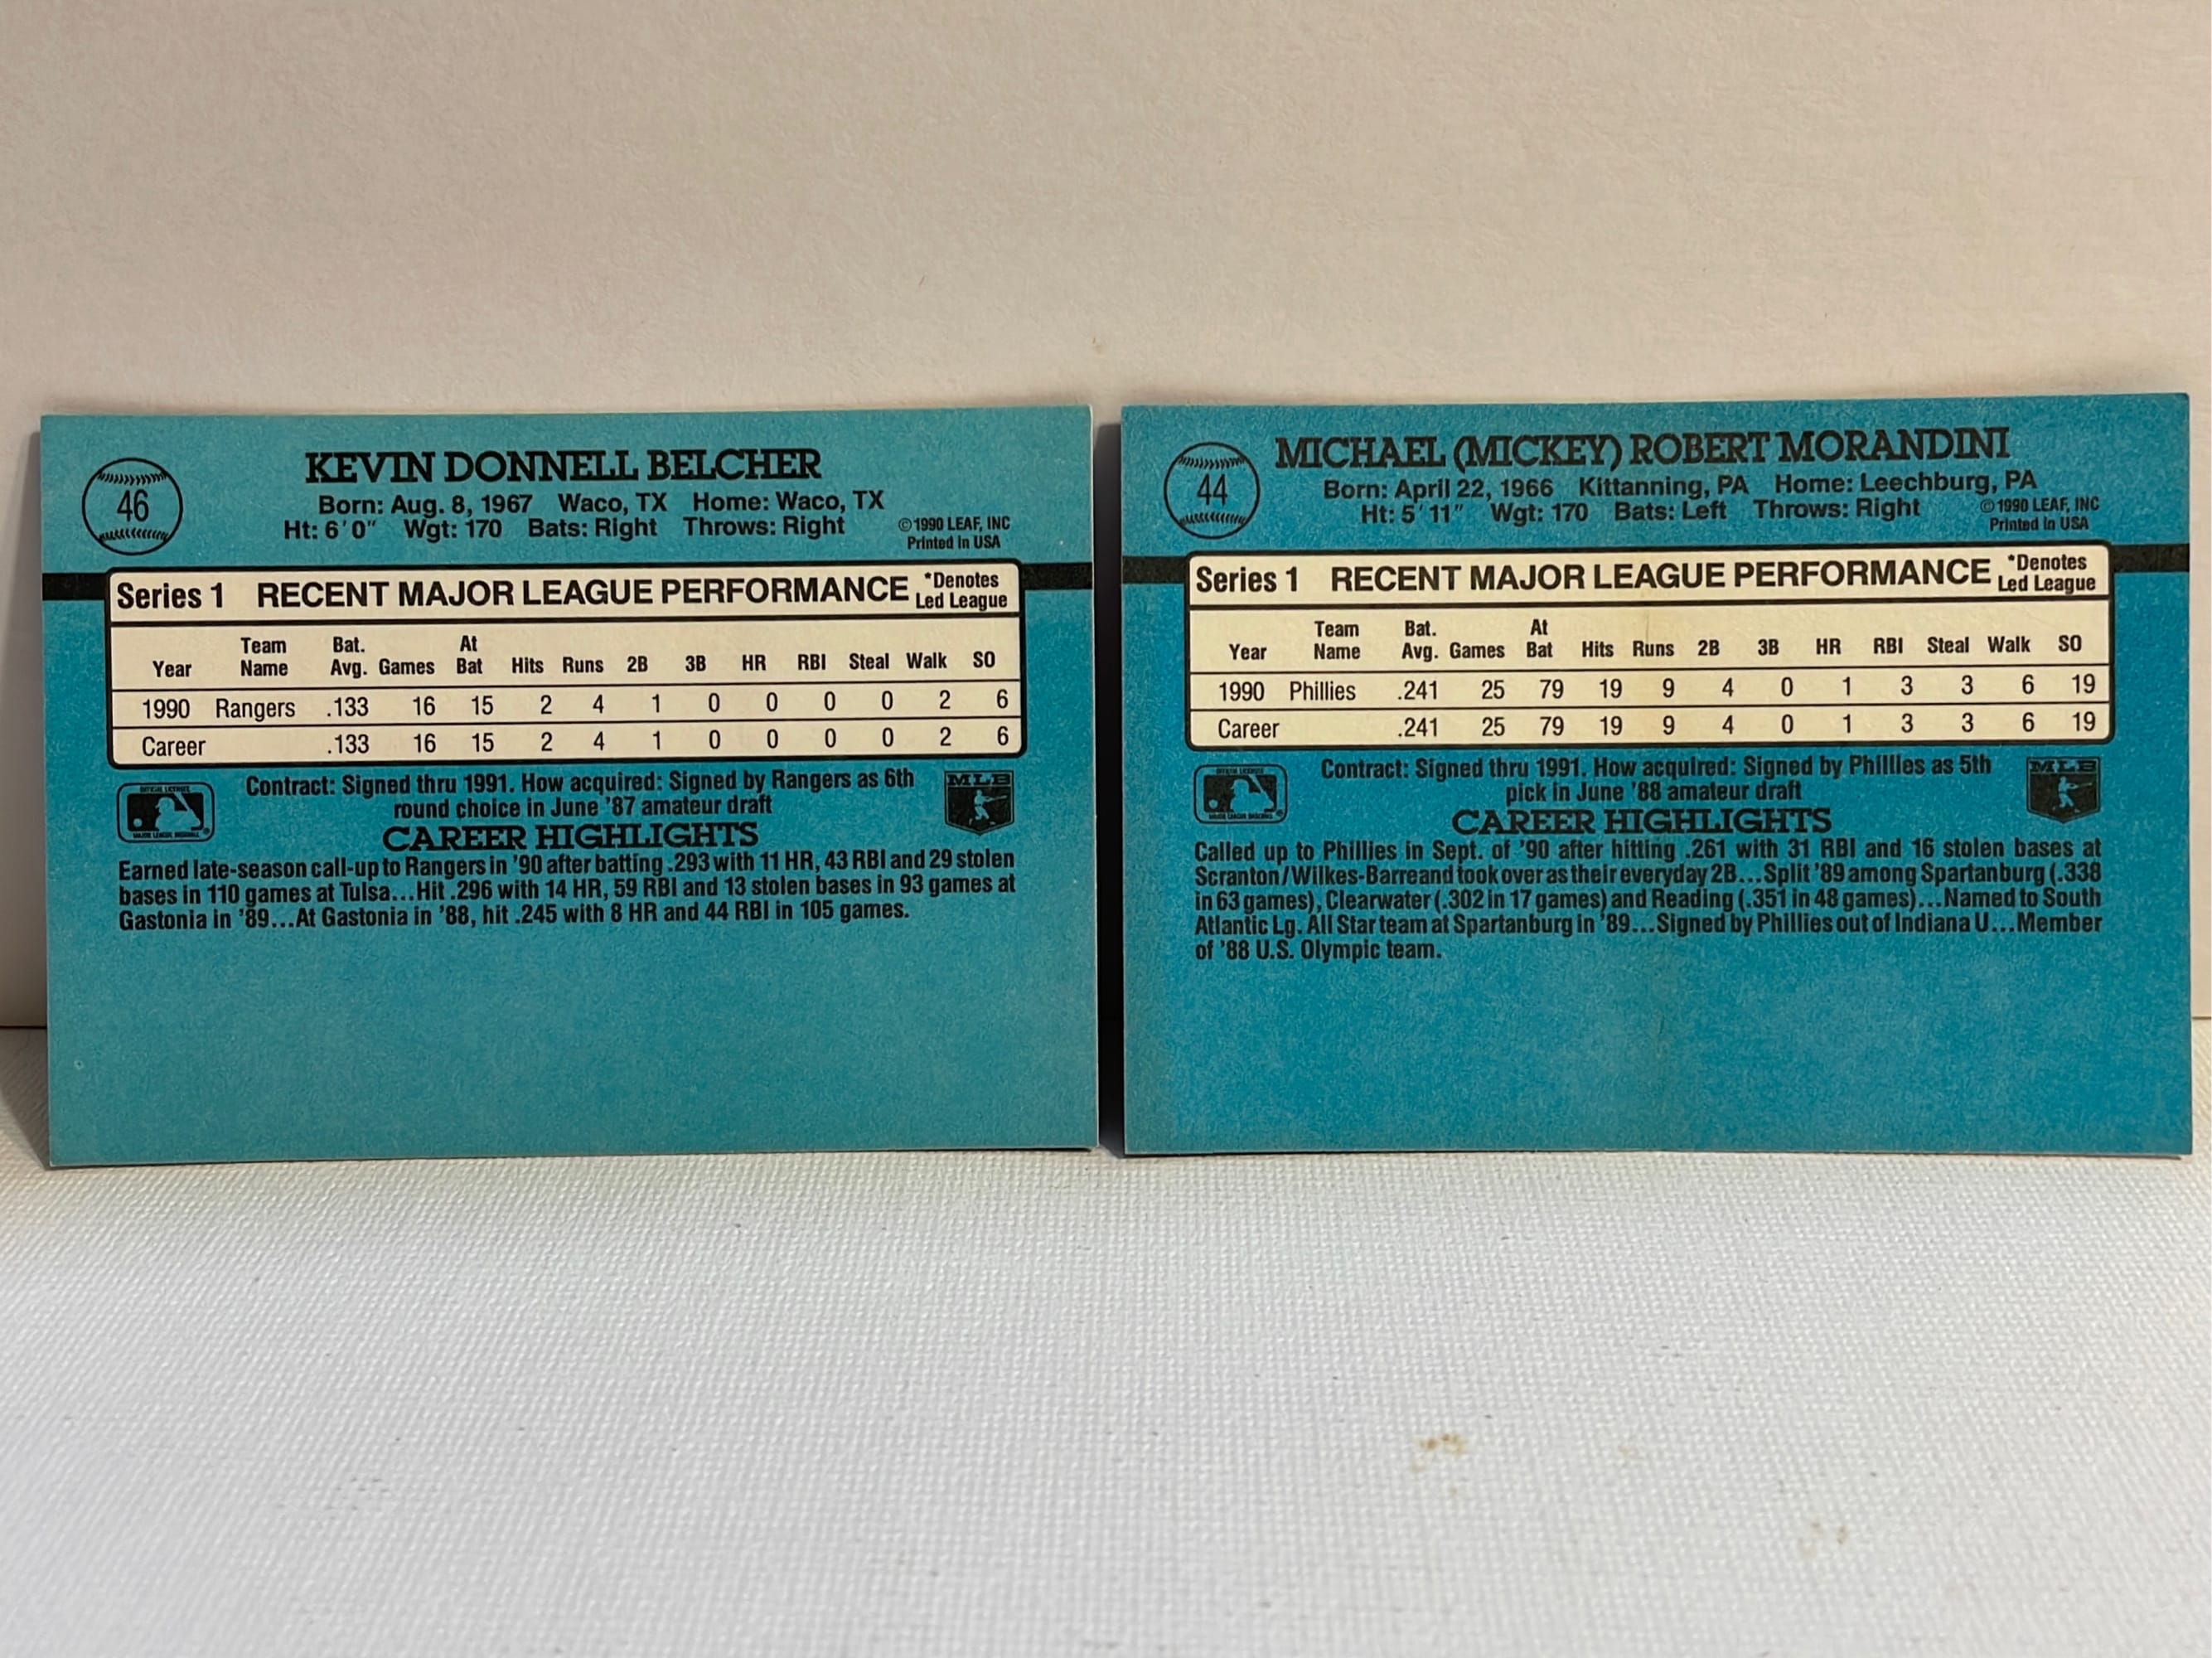 46
KEVIN DONNELL BELCHER
Born: Aug. 8, 1967 Waco, TX Home: Waco, TX
Ht: 6'0" Wgt: 170 Bats: Right Throws: Right
©1990 LEAF, INC
Printed in USA
Series 1 RECENT MAJOR LEAGUE PERFORMANCE *Denotes Led League
Year Team Name Bat. Avg. Games At Bat Hits Runs 2B 3B HR RBI Steal Walk SO
1990 Rangers .133 16 15 2 4 1 0 0 0 0 2 6
Career .133 16 15 2 4 1 0 0 0 0 2 6
Contract: Signed thru 1991. How acquired: Signed by Rangers as 6th
round choice in June '87 amateur draft
MLB
CAREER HIGHLIGHTS
Earned late-season call-up to Rangers in '90 after batting .293 with 11 HR, 43 RBI and 29 stolen
bases in 110 games at Tulsa...Hit .296 with 14 HR, 59 RBI and 13 stolen bases in 93 games at
Gastonia in '89...At Gastonia in '88, hit .245 with 8 HR and 44 RBI in 105 games.
44
MICHAEL (MICKEY) ROBERT MORANDINI
Born: April 22, 1966 Kittanning, PA Home: Leechburg, PA
Ht: 5'11" Wgt: 170 Bats: Left Throws: Right
©1990 LEAF, INC
Printed in USA
Series 1 RECENT MAJOR LEAGUE PERFORMANCE *Denotes Led League
Year Team Name Bat. Avg. Games At Bat Hits Runs 2B 3B HR RBI Steal Walk SO
1990 Phillies .241 25 79 19 9 4 0 1 3 3 6 19
Career .241 25 79 19 9 4 0 1 3 3 6 19
Contract: Signed thru 1991. How acquired: Signed by Phillies as 5th
pick in June '88 amateur draft
MLB
CAREER HIGHLIGHTS
Called up to Phillies in Sept. of '90 after hitting .261 with 31 RBI and 16 stolen bases at
Scranton/Wilkes-Barre and took over as their everyday 2B...Split '89 among Spartanburg (.338
in 63 games), Clearwater (.302 in 17 games) and Reading (.351 in 48 games)...Named to South
Atlantic Lg. All Star team at Spartanburg in '89...Signed by Phillies out of Indiana U...Member
of '88 U.S. Olympic team.